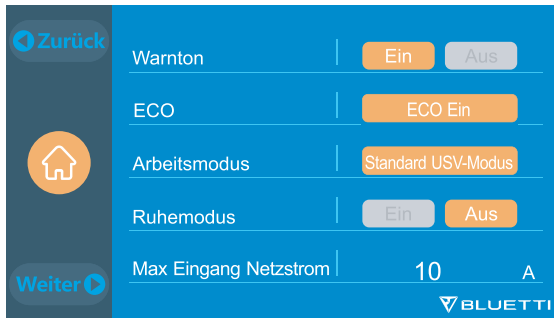 Zurück
Warnton Ein Aus
ECO ECO Ein
Arbeitsmodus Standard USV-Modus
Ruhemodus Ein Aus
Max Eingang Netzstrom 10 A
Weiter
BLUETTI